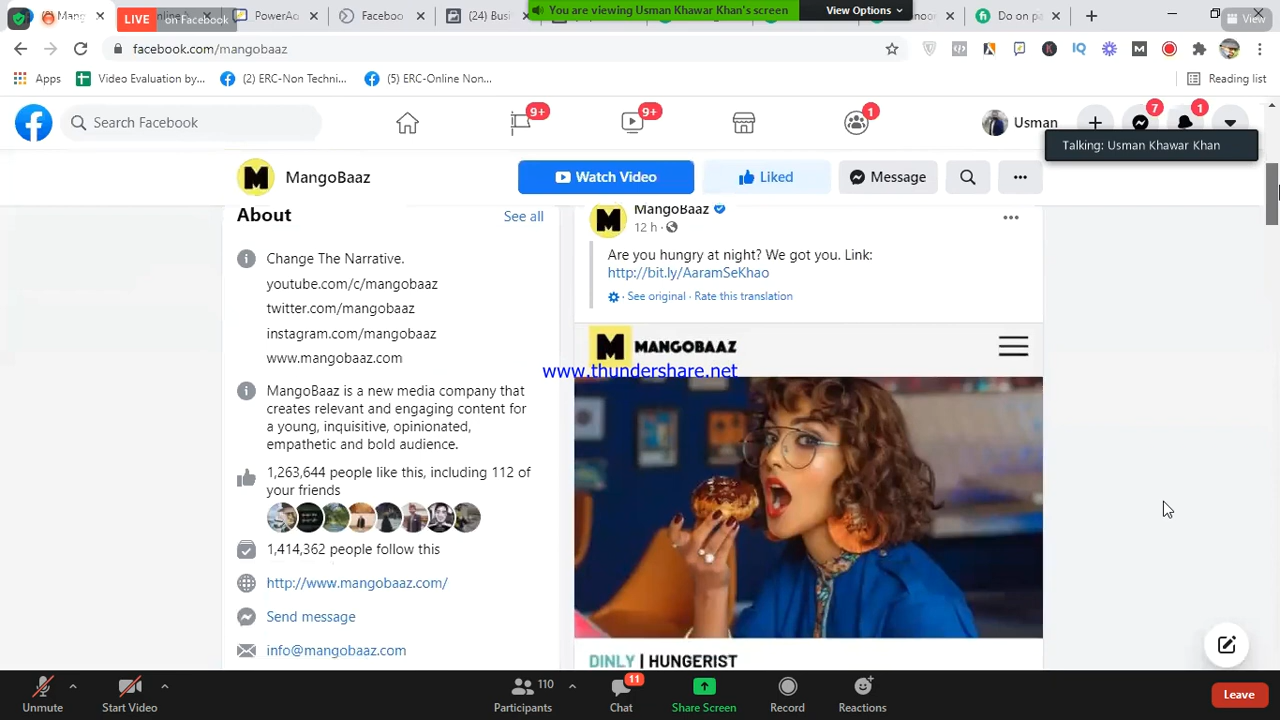 Mang
LIVE
on Facebook
PowerAc
Faceboo
(24) Busi
You are viewing Usman Khawar Khan's screen
View Options
Do on pa
View
facebook.com/mangobaaz
Apps
Video Evaluation by...
(2) ERC-Non Techni...
(5) ERC-Online Non...
Reading list
Search Facebook
9+
9+
1
Usman
7
1
Talking: Usman Khawar Khan
MangoBaaz
Watch Video
Liked
Message
About
See all
Change The Narrative.
youtube.com/c/mangobaaz
twitter.com/mangobaaz
instagram.com/mangobaaz
www.mangobaaz.com
MangoBaaz is a new media company that
creates relevant and engaging content for
a young, inquisitive, opinionated,
empathetic and bold audience.
1,263,644 people like this, including 112 of
your friends
1,414,362 people follow this
http://www.mangobaaz.com/
Send message
info@mangobaaz.com
MangoBaaz
12 h
Are you hungry at night? We got you. Link:
http://bit.ly/AaramSeKhao
See original · Rate this translation
M MANGOBAAZ
www.thundershare.net
DINLY | HUNGERIST
Unmute
Start Video
110
Participants
11
Chat
Share Screen
Record
Reactions
Leave